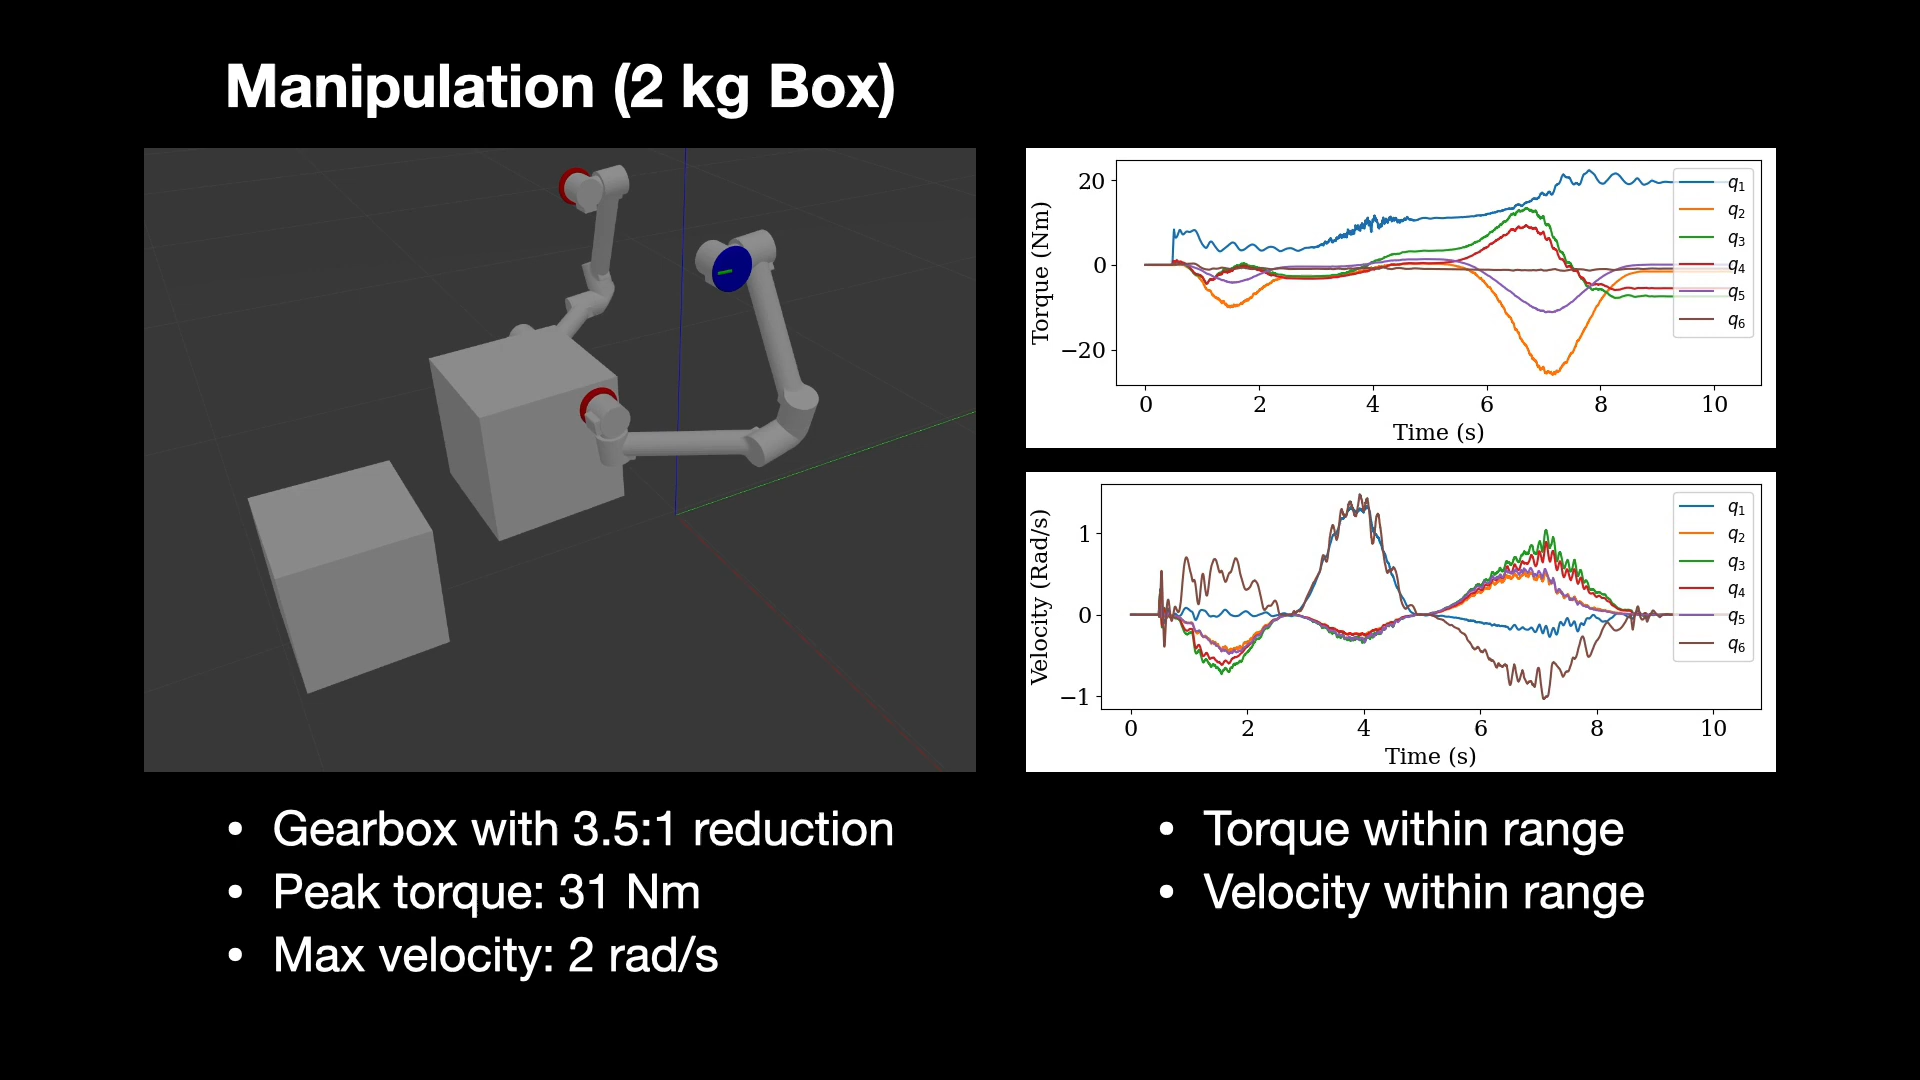 Manipulation (2 kg Box)
20
0
−20
Torque (Nm)
q1
q2
q3
q4
q5
q6
0 2 4 6 8 10
Time (s)
1
0
−1
Velocity (Rad/s)
q1
q2
q3
q4
q5
q6
0 2 4 6 8 10
Time (s)
• Gearbox with 3.5:1 reduction
• Peak torque: 31 Nm
• Max velocity: 2 rad/s
• Torque within range
• Velocity within range